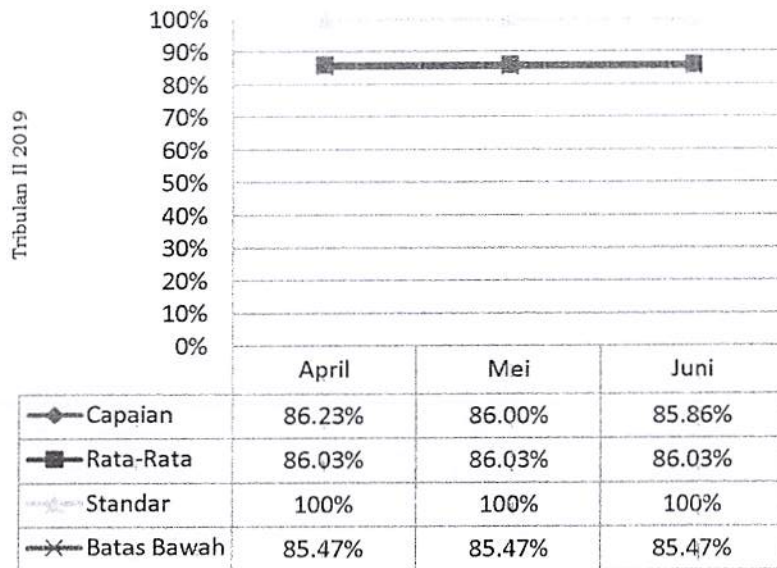 Tribulan II 2019
100%
90%
80%
70%
60%
50%
40%
30%
20%
10%
0%
April Mei Juni
Capaian 86.23% 86.00% 85.86%
Rata-Rata 86.03% 86.03% 86.03%
Standar 100% 100% 100%
Batas Bawah 85.47% 85.47% 85.47%